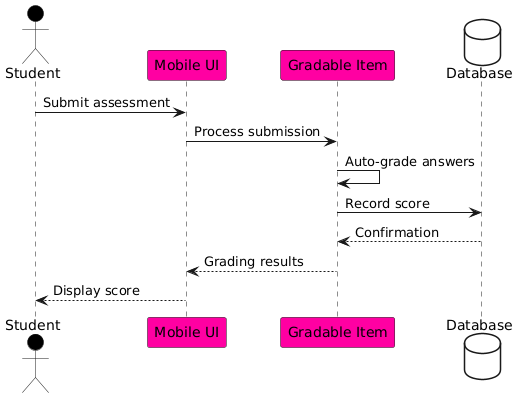 Student
Mobile UI
Gradable Item
Database
Submit assessment
Process submission
Auto-grade answers
Record score
Confirmation
Grading results
Display score
Student
Mobile UI
Gradable Item
Database